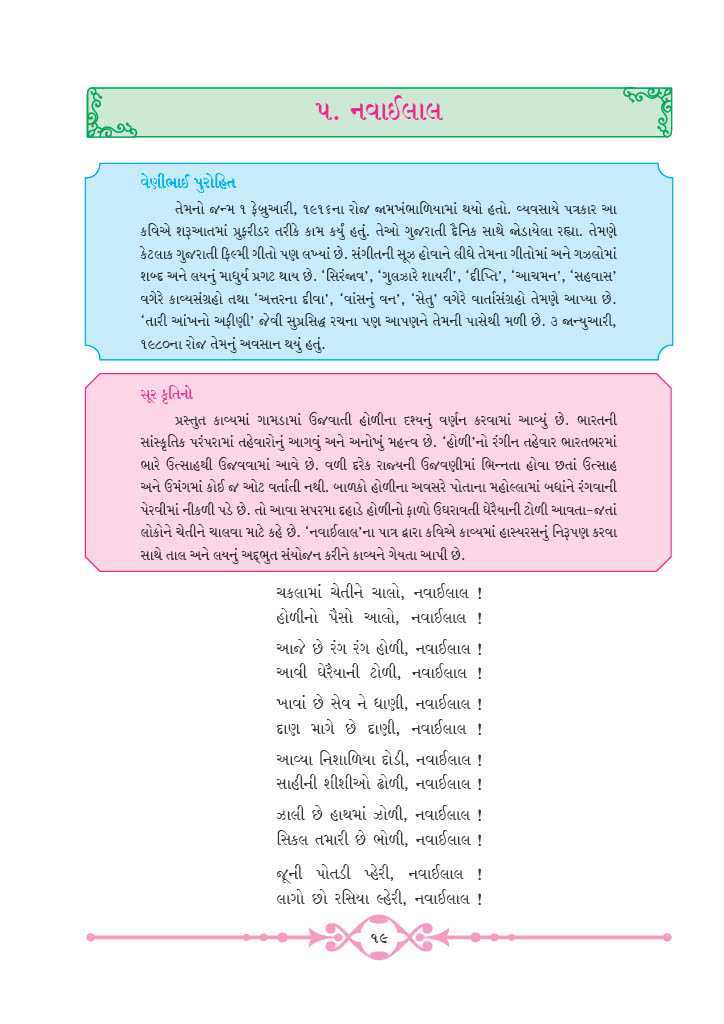 ૫. નવાઈલાલ
વેણીભાઈ પુરોહિત
તેમનો જન્મ ૧ ફેબ્રુઆરી, ૧૯૧૬ના રોજ જામખંભાળિયામાં થયો હતો. વ્યવસાયે પત્રકાર આ
કવિએ શરૂઆતમાં પ્રુફરીડર તરીકે કામ કર્યું હતું. તેઓ ગુજરાતી દૈનિક સાથે જોડાયેલા રહ્યા. તેમણે
કેટલાક ગુજરાતી ફિલ્મી ગીતો પણ લખ્યાં છે. સંગીતની સૂઝ હોવાને લીધે તેમના ગીતોમાં અને ગઝલોમાં
શબ્દ અને લયનું માધુર્ય પ્રગટ થાય છે. ‘સિરંજવ’, ‘ગુલઝારે શાયરી’, ‘દીપ્તિ’, ‘આચમન’, ‘સહવાસ’
વગેરે કાવ્યસંગ્રહો તથા ‘અત્તરના દીવા’, ‘વાંસનું વન’, ‘સેતુ’ વગેરે વાર્તાસંગ્રહો તેમણે આપ્યા છે.
‘તારી આંખનો અફીણી’ જેવી સુપ્રસિદ્ધ રચના પણ આપણને તેમની પાસેથી મળી છે. ૩ જાન્યુઆરી,
૧૯૮૦ના રોજ તેમનું અવસાન થયું હતું.
સૂર કૃતિનો
પ્રસ્તુત કાવ્યમાં ગામડામાં ઉજવાતી હોળીના દૃશ્યનું વર્ણન કરવામાં આવ્યું છે. ભારતની
સાંસ્કૃતિક પરંપરામાં તહેવારોનું આગવું અને અનોખું મહત્ત્વ છે. ‘હોળી’નો રંગીન તહેવાર ભારતભરમાં
ભારે ઉત્સાહથી ઉજવવામાં આવે છે. વળી દરેક રાજ્યની ઉજવણીમાં ભિન્નતા હોવા છતાં ઉત્સાહ
અને ઉમંગમાં કોઈ જ ઓટ વર્તાતી નથી. બાળકો હોળીના અવસરે પોતાના મહોલ્લામાં બધાંને રંગવાની
પેરવીમાં નીકળી પડે છે. તો આવા સપરમા દહાડે હોળીનો ફાળો ઉઘરાવતી ઘેરૈયાની ટોળી આવતા-જતાં
લોકોને ચેતીને ચાલવા માટે કહે છે. ‘નવાઈલાલ’ના પાત્ર દ્વારા કવિએ કાવ્યમાં હાસ્યરસનું નિરૂપણ કરવા
સાથે તાલ અને લયનું અદ્ભુત સંયોજન કરીને કાવ્યને ગેયતા આપી છે.
ચકલામાં ચેતીને ચાલો, નવાઈલાલ !
હોળીનો પૈસો આલો, નવાઈલાલ !
આજે છે રંગ રંગ હોળી, નવાઈલાલ !
આવી ઘેરૈયાની ટોળી, નવાઈલાલ !
ખાવાં છે સેવ ને ધાણી, નવાઈલાલ !
દાણ માગે છે દાણી, નવાઈલાલ !
આવ્યા નિશાળિયા દોડી, નવાઈલાલ !
સાહીની શીશીઓ ઢોળી, નવાઈલાલ !
ઝાલી છે હાથમાં ઝોળી, નવાઈલાલ !
સિકલ તમારી છે ભોળી, નવાઈલાલ !
જૂની પોતડી પ્હેરી, નવાઈલાલ !
લાગો છો રસિયા લ્હેરી, નવાઈલાલ !
૧૯